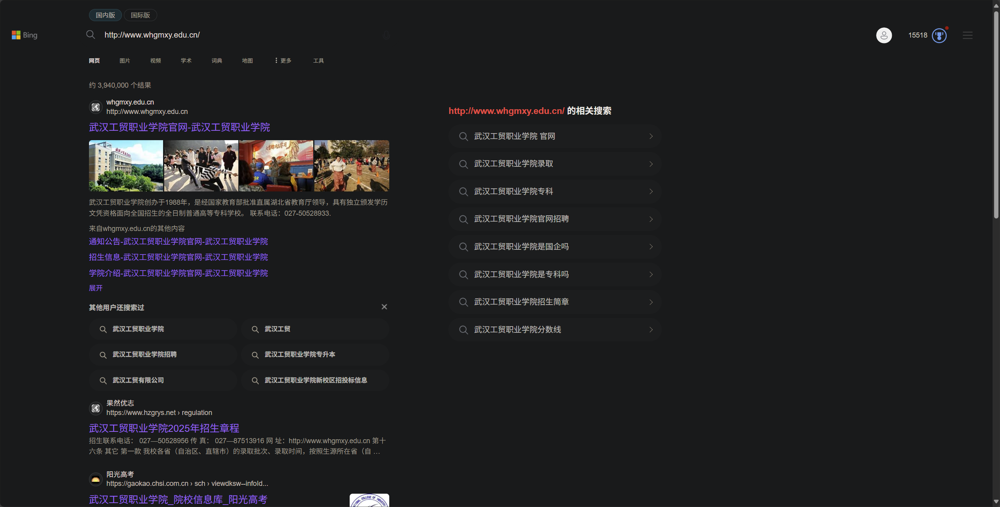 国内版 国际版
Bing
http://www.whgmxy.edu.cn/
15518
网页 图片 视频 学术 词典 地图 更多 工具
约 3,940,000 个结果
whgmxy.edu.cn
http://www.whgmxy.edu.cn
武汉工贸职业学院官网-武汉工贸职业学院
向雷锋同志学习
武汉工贸职业学院创办于1988年，是经国家教育部批准直属湖北省教育厅领导，具有独立颁发学历
文凭资格面向全国招生的全日制普通高等专科学校。 联系电话：027-50528933.
来自whgmxy.edu.cn的其他内容
通知公告-武汉工贸职业学院官网-武汉工贸职业学院
招生信息-武汉工贸职业学院官网-武汉工贸职业学院
学院介绍-武汉工贸职业学院官网-武汉工贸职业学院
展开
其他用户还搜索过
武汉工贸职业学院
武汉工贸
武汉工贸职业学院招聘
武汉工贸职业学院专升本
武汉工贸有限公司
武汉工贸职业学院新校区招投标信息
果然优志
https://www.hzgrys.net › regulation
武汉工贸职业学院2025年招生章程
招生联系电话： 027—50528956 传 真： 027—87513916 网 址：http://www.whgmxy.edu.cn 第十
六条 其它 第一款 我校各省（自治区、直辖市）的录取批次、录取时间，按照生源所在省（自 …
阳光高考
https://gaokao.chsi.com.cn › sch › viewdksw--infoId...
武汉工贸职业学院_院校信息库_阳光高考
http://www.whgmxy.edu.cn/ 的相关搜索
武汉工贸职业学院 官网
武汉工贸职业学院录取
武汉工贸职业学院专科
武汉工贸职业学院官网招聘
武汉工贸职业学院是国企吗
武汉工贸职业学院是专科吗
武汉工贸职业学院招生简章
武汉工贸职业学院分数线